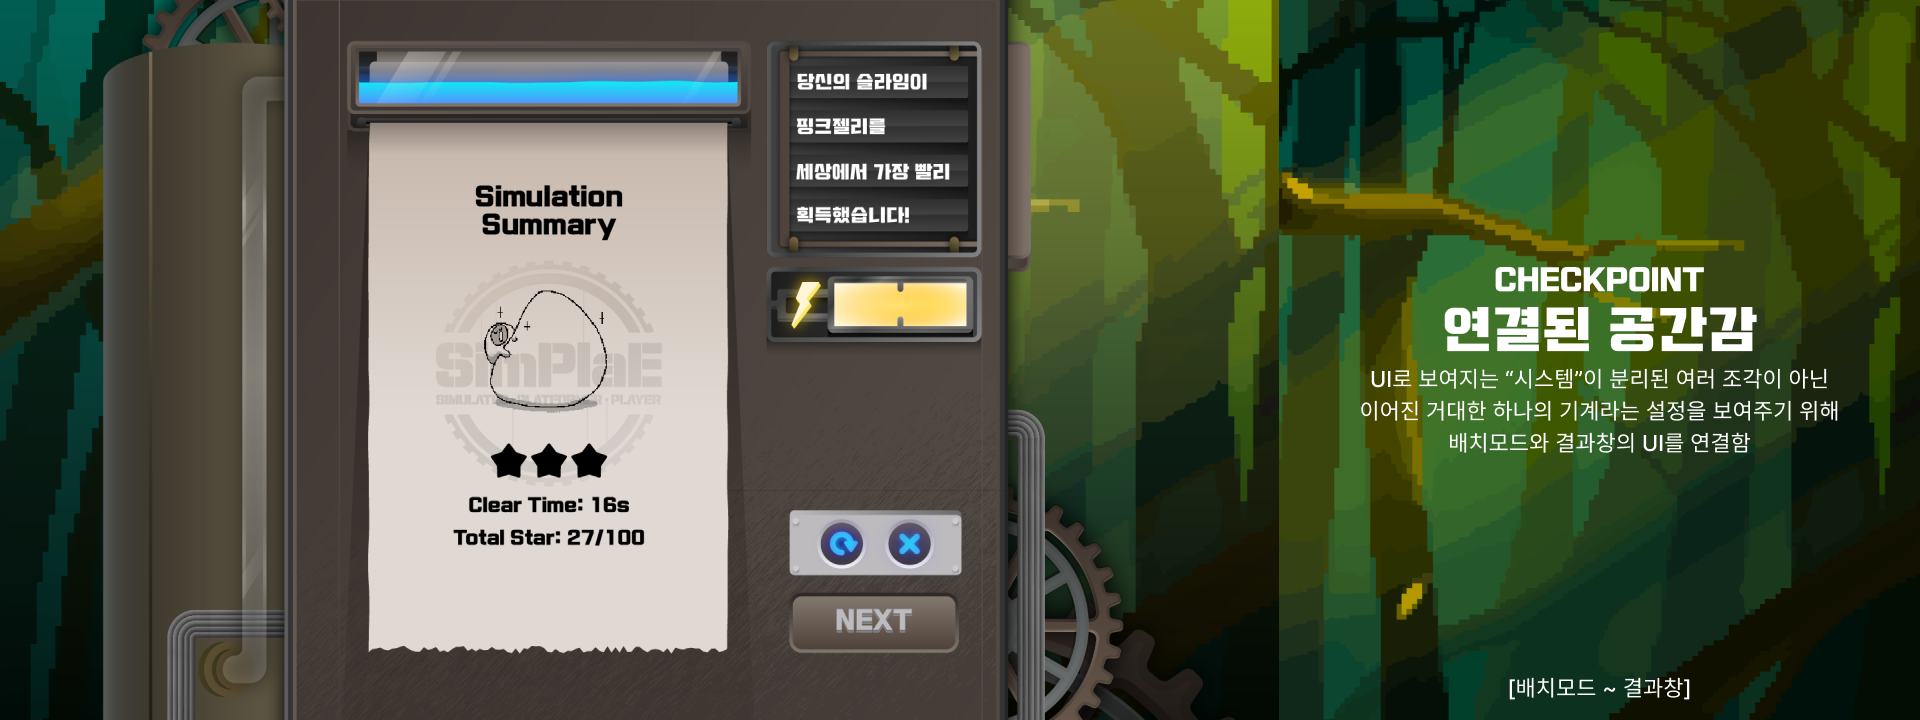 Simulation
Summary
SimPlaE
SIMULATION · PLATFORMER · PLAYER
Clear Time: 16s
Total Star: 27/100
당신의 슬라임이
핑크젤리를
세상에서 가장 빨리
획득했습니다!
NEXT
CHECKPOINT
연결된 공간감
UI로 보여지는 “시스템”이 분리된 여러 조각이 아닌
이어진 거대한 하나의 기계라는 설정을 보여주기 위해
배치모드와 결과창의 UI를 연결함
[배치모드 ~ 결과창]